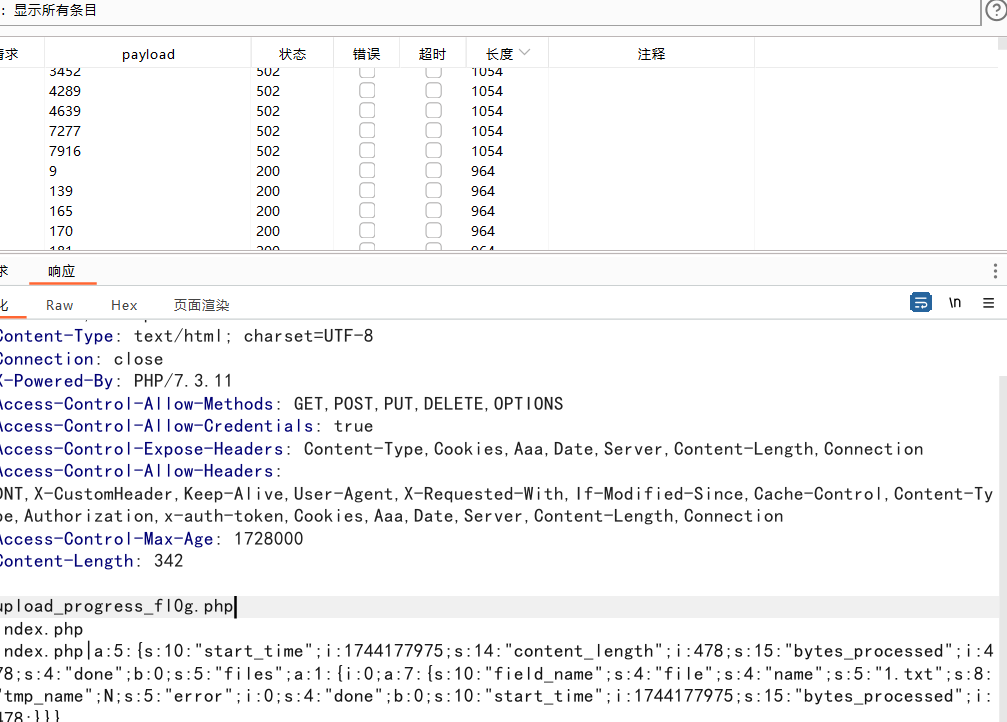 : 显示所有条目
请求 payload 状态 错误 超时 长度 注释
3452 502 1054
4289 502 1054
4639 502 1054
7277 502 1054
7916 502 1054
9 200 964
139 200 964
165 200 964
170 200 964
181 200 964
求 响应
化 Raw Hex 页面渲染 \n
Content-Type: text/html; charset=UTF-8
Connection: close
X-Powered-By: PHP/7.3.11
Access-Control-Allow-Methods: GET,POST,PUT,DELETE,OPTIONS
Access-Control-Allow-Credentials: true
Access-Control-Expose-Headers: Content-Type,Cookies,Aaa,Date,Server,Content-Length,Connection
Access-Control-Allow-Headers:
DNT,X-CustomHeader,Keep-Alive,User-Agent,X-Requested-With,If-Modified-Since,Cache-Control,Content-Ty
pe,Authorization,x-auth-token,Cookies,Aaa,Date,Server,Content-Length,Connection
Access-Control-Max-Age: 1728000
Content-Length: 342
upload_progress_fl0g.php
index.php
index.php|a:5:{s:10:"start_time";i:1744177975;s:14:"content_length";i:478;s:15:"bytes_processed";i:4
78;s:4:"done";b:0;s:5:"files";a:1:{i:0;a:7:{s:10:"field_name";s:4:"file";s:4:"name";s:5:"1.txt";s:8:
"tmp_name";N;s:5:"error";i:0;s:4:"done";b:0;s:10:"start_time";i:1744177975;s:15:"bytes_processed";i:
478;}}}